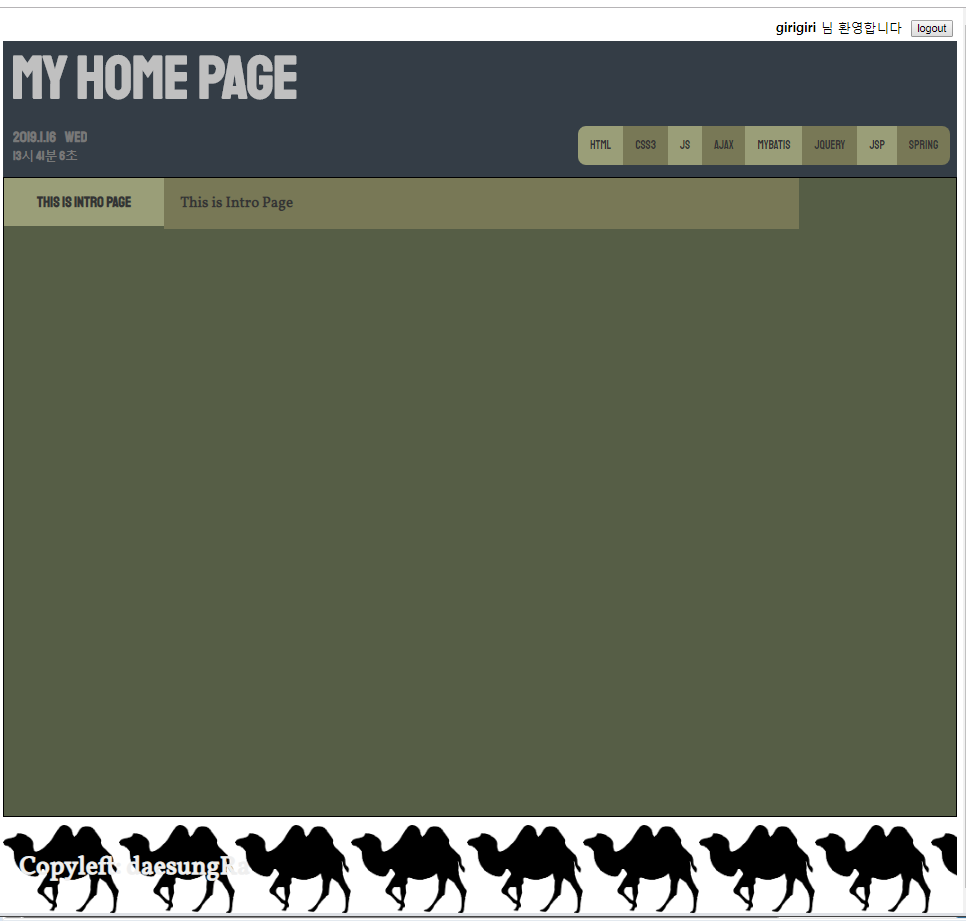 girigiri 님 환영합니다 logout
MY HOME PAGE
2019.1.16 WED
13시 41분 6초
HTML CSS3 JS AJAX MYBATIS JQUERY JSP SPRING
THIS IS INTRO PAGE
This is Intro Page
Copyleft daesungRa